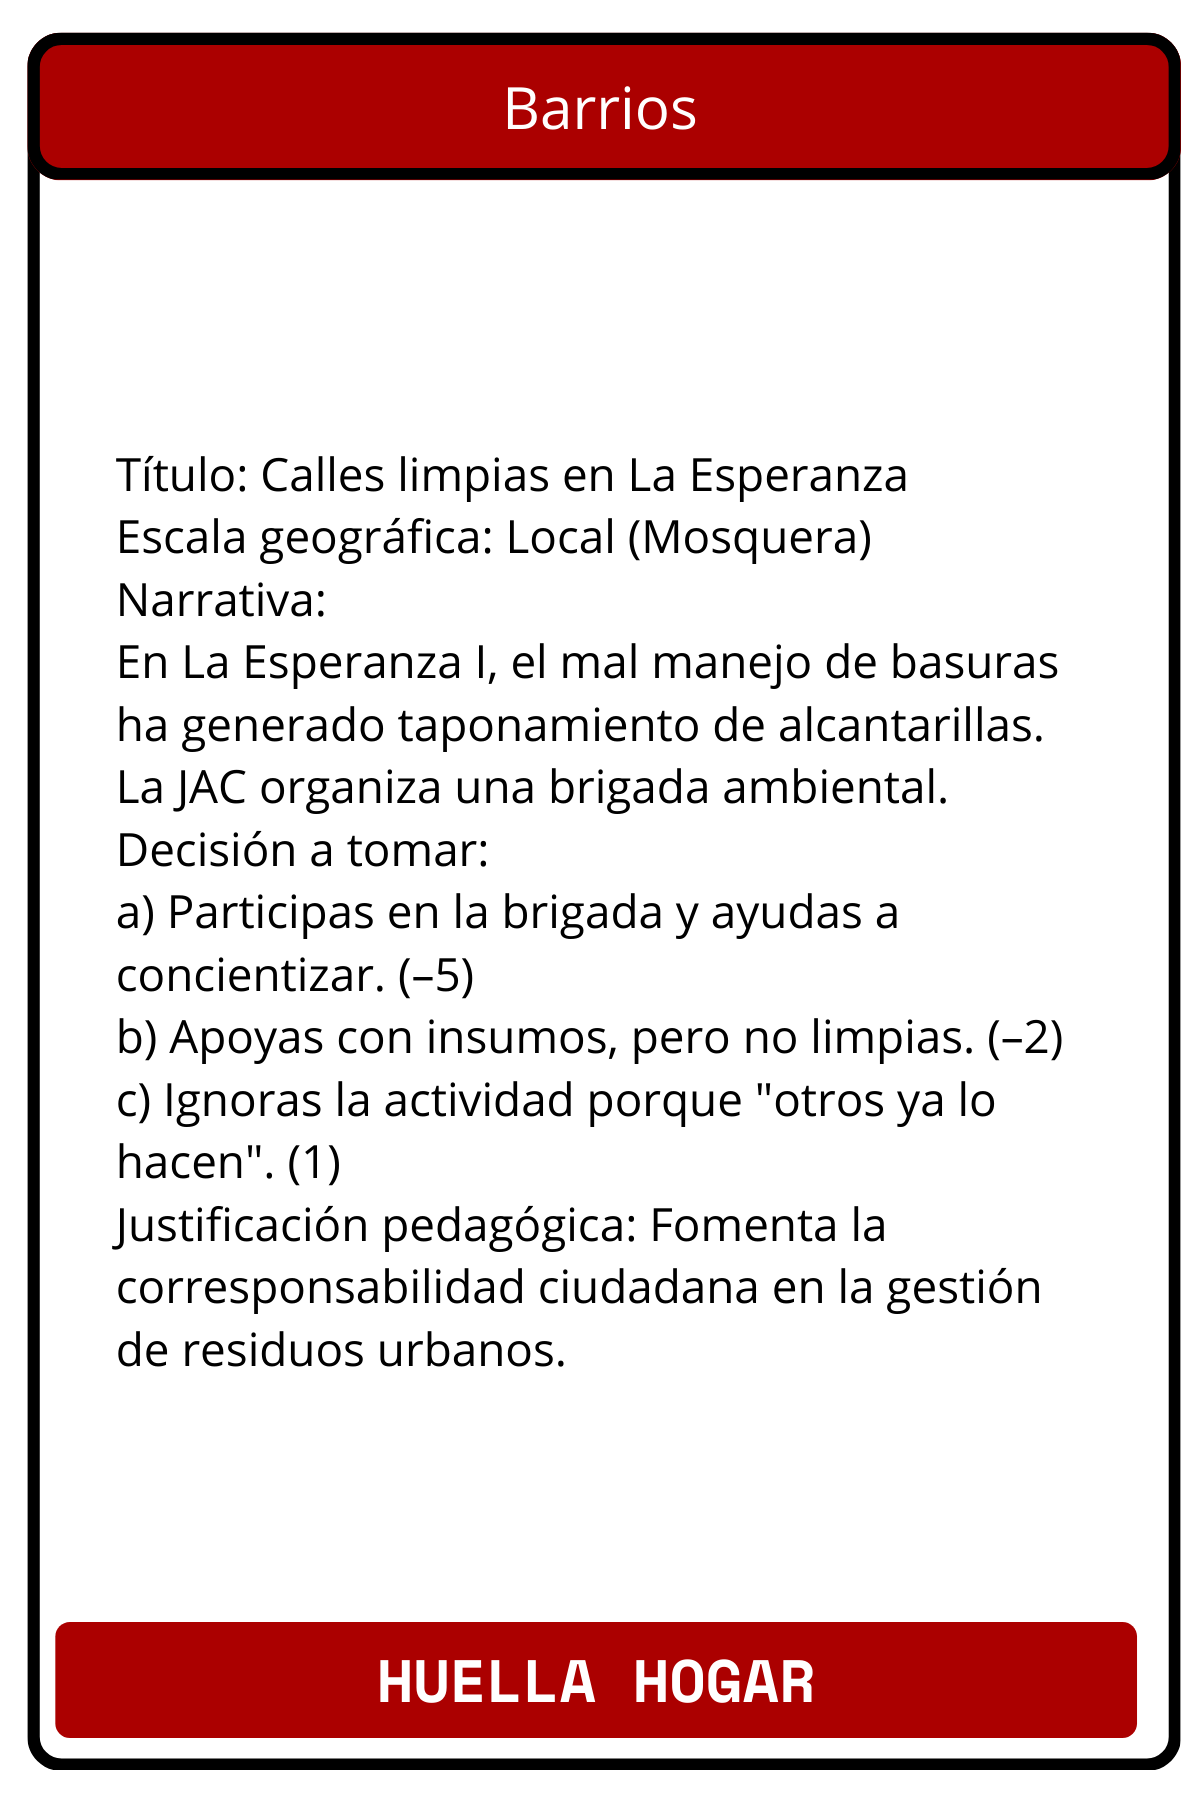 Barrios
Título: Calles limpias en La Esperanza
Escala geográfica: Local (Mosquera)
Narrativa:
En La Esperanza I, el mal manejo de basuras
ha generado taponamiento de alcantarillas.
La JAC organiza una brigada ambiental.
Decisión a tomar:
a) Participas en la brigada y ayudas a
concientizar. (–5)
b) Apoyas con insumos, pero no limpias. (–2)
c) Ignoras la actividad porque "otros ya lo
hacen". (1)
Justificación pedagógica: Fomenta la
corresponsabilidad ciudadana en la gestión
de residuos urbanos.
HUELLA HOGAR